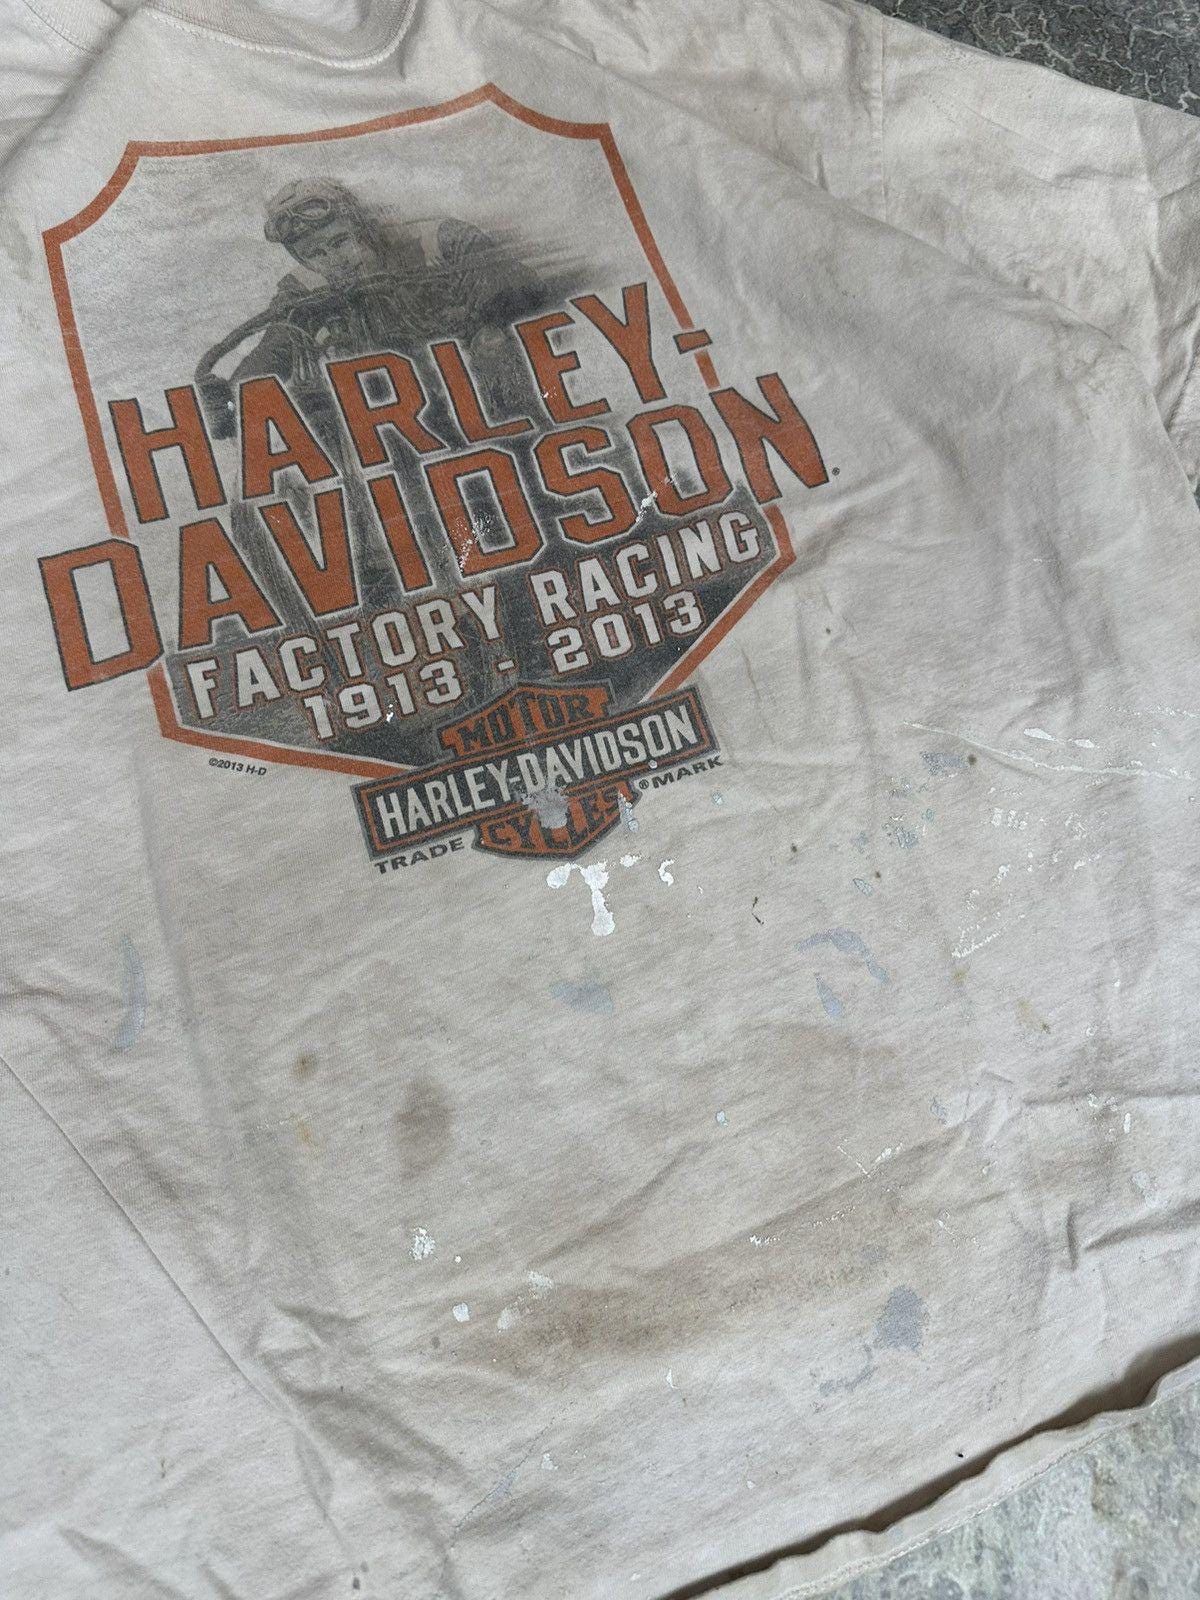 HARLEY-
DAVIDSON®
FACTORY RACING
1913 - 2013
©2013 H-D
MOTOR
HARLEY-DAVIDSON
CYCLES
TRADE ®MARK